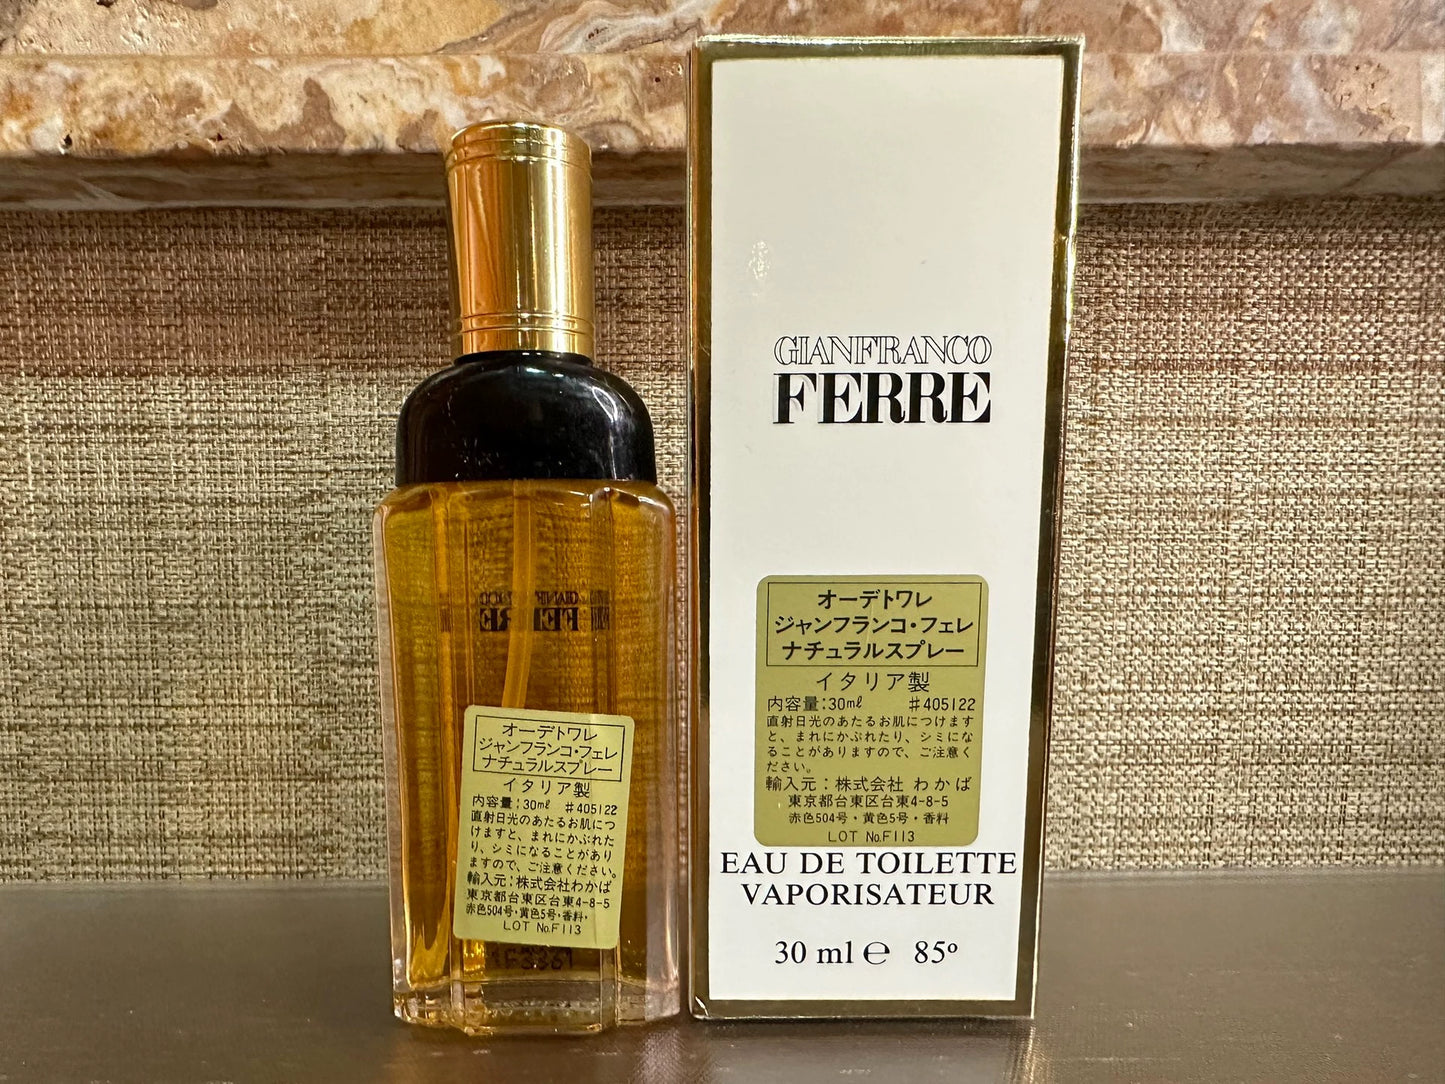 GIANFRANCO
FERRE
オーデトワレ
ジャンフランコ・フェレ
ナチュラルスプレー
イタリア製
内容量:30ml #405122
直射日光のあたるお肌につけます
と、まれにかぶれたり、シミにな
ることがありますので、ご注意く
ださい。
輸入元:株式会社 わかば
東京都台東区台東4-8-5
赤色504号・黄色5号・香料
LOT No.F113
EAU DE TOILETTE
VAPORISATEUR
30 ml e 85º
オーデトワレ
ジャンフランコ・フェレ
ナチュラルスプレー
イタリア製
内容量:30ml #405122
直射日光のあたるお肌につ
けますと、まれにかぶれた
り、シミになることがあり
ますので、ご注意ください。
輸入元:株式会社わかば
東京都台東区台東4-8-5
赤色504号・黄色5号・香料・
LOT No.F113